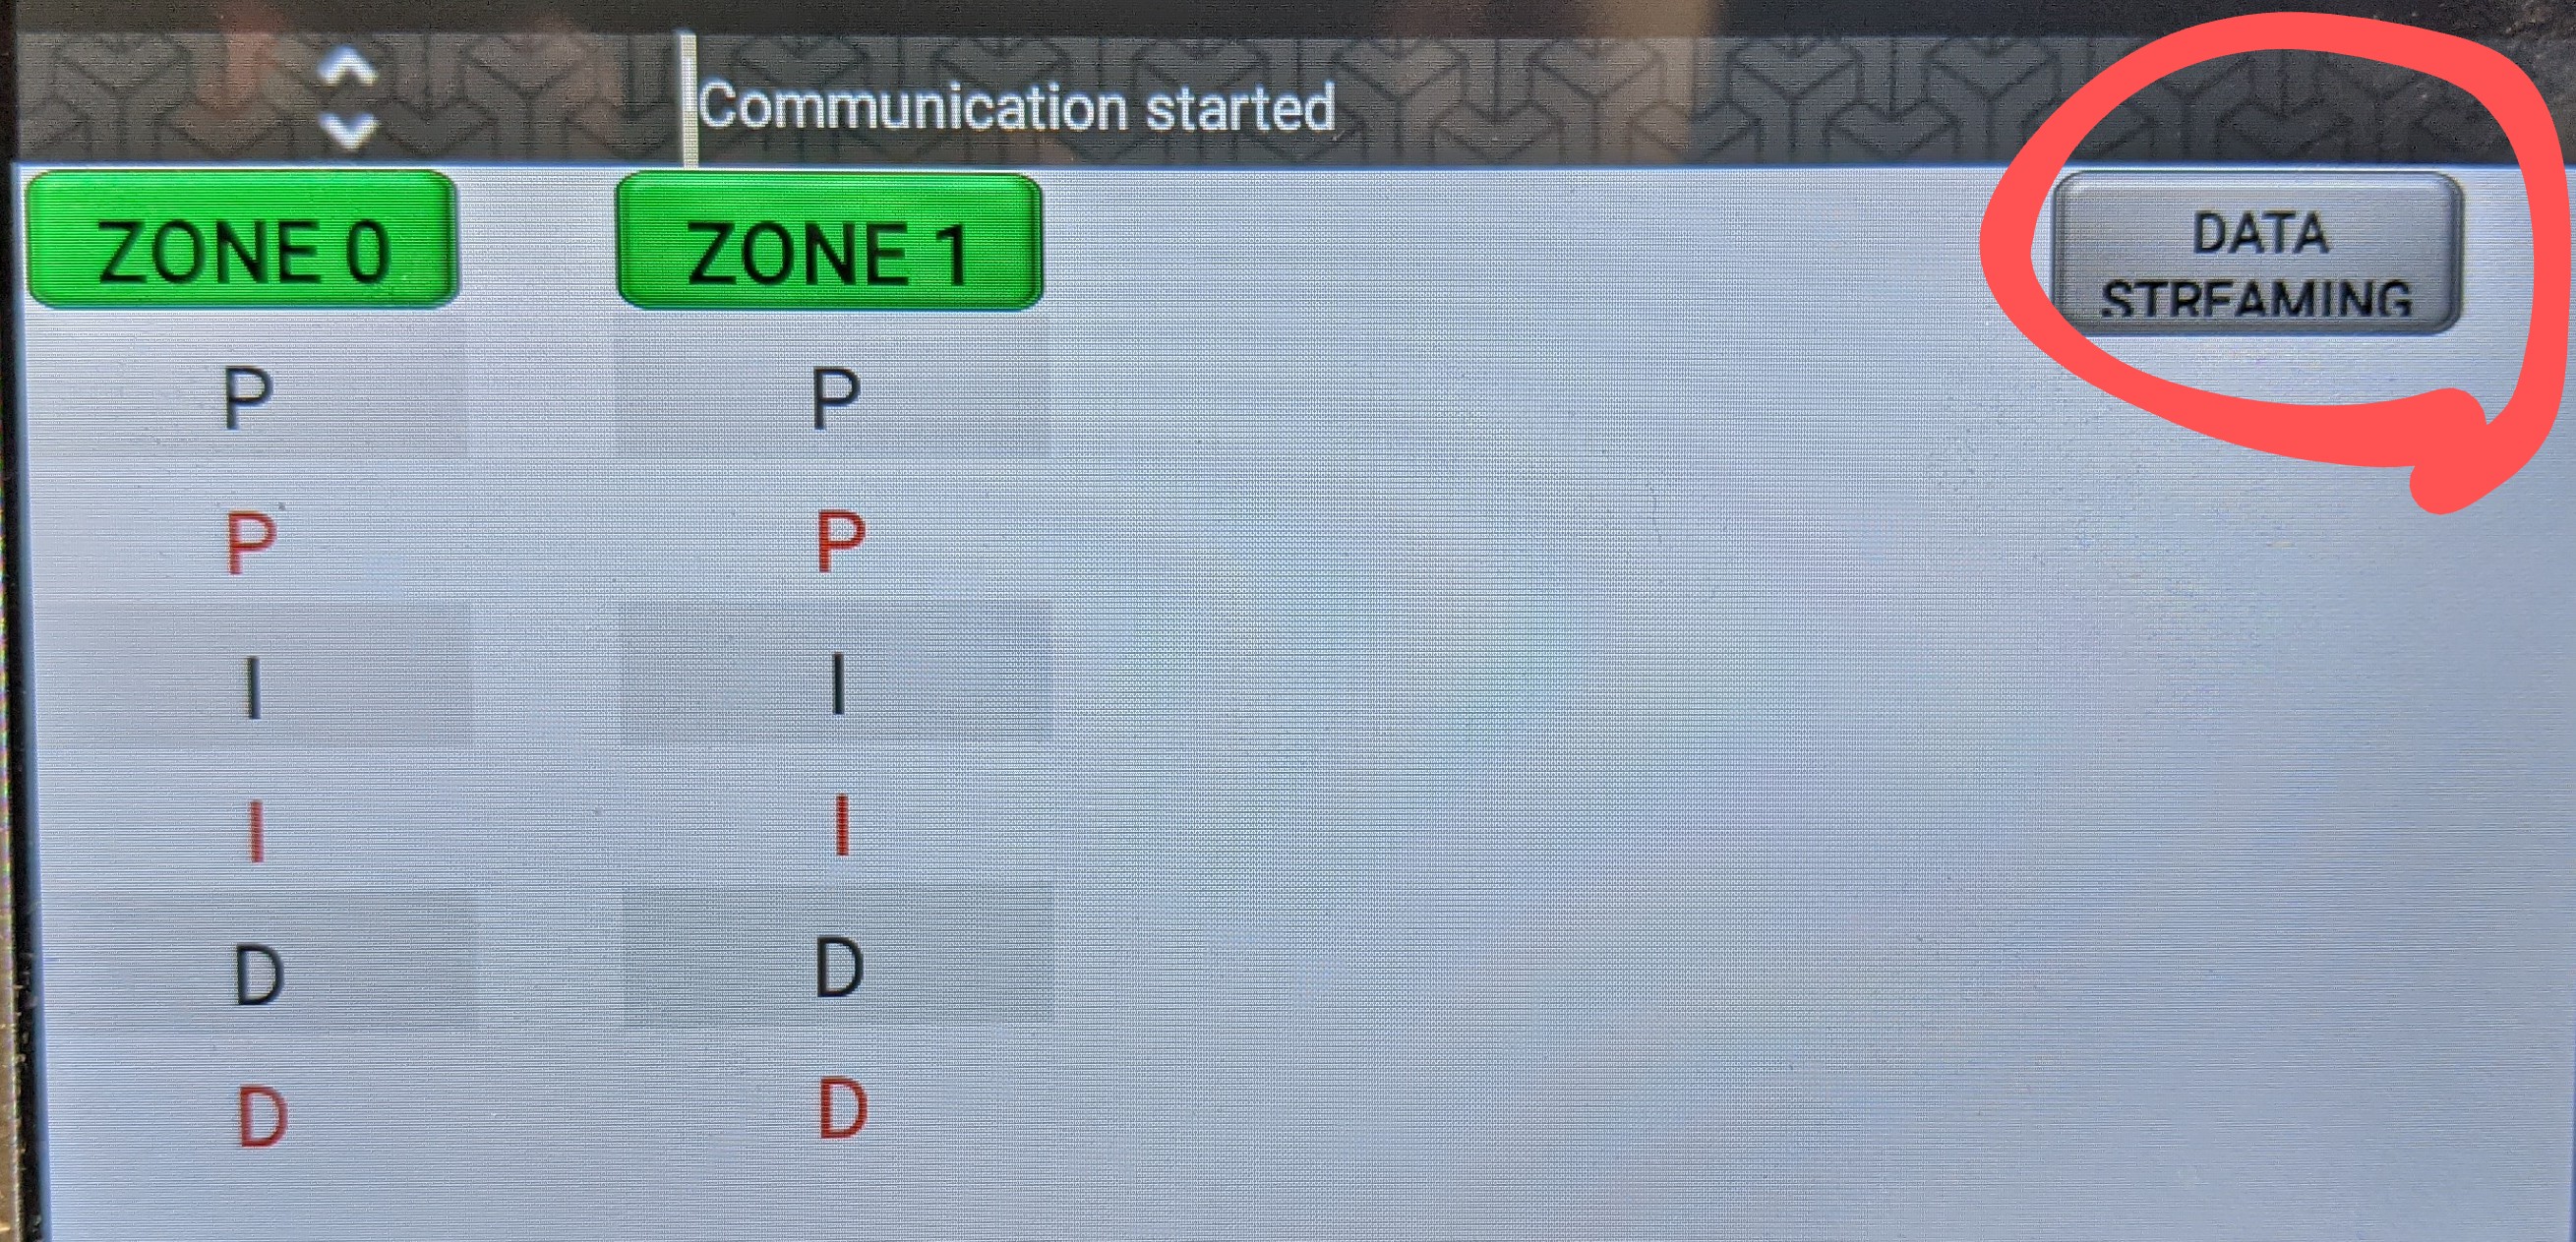 Communication started
ZONE 0 ZONE 1 DATA
STREAMING
P P
P P
I I
I I
D D
D D